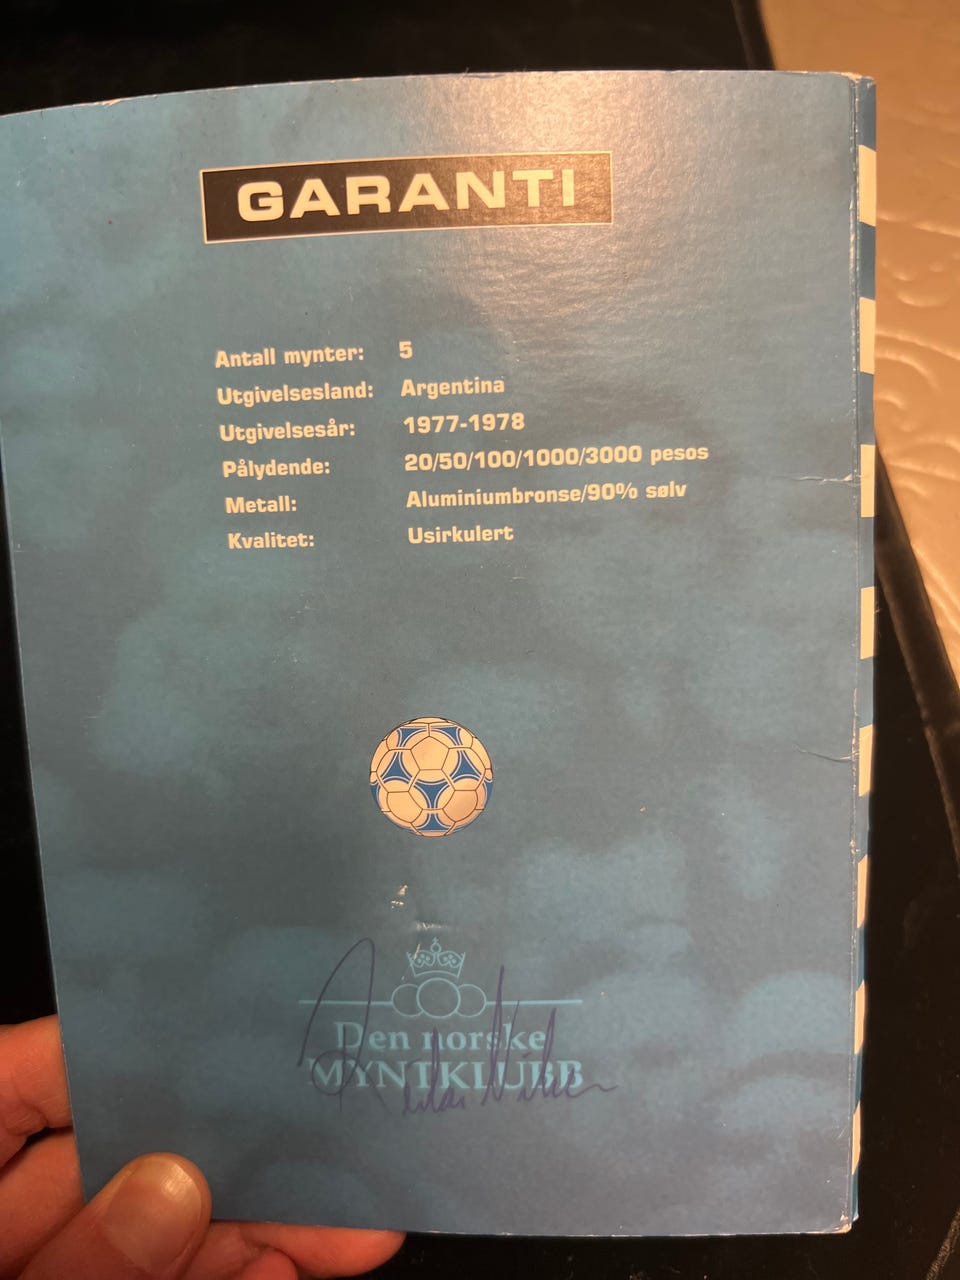 GARANTI
Antall mynter: 5
Utgivelsesland: Argentina
Utgivelsesår: 1977-1978
Pålydende: 20/50/100/1000/3000 pesos
Metall: Aluminiumbronse/90% sølv
Kvalitet: Usirkulert
Den norske
MYNTKLUBB